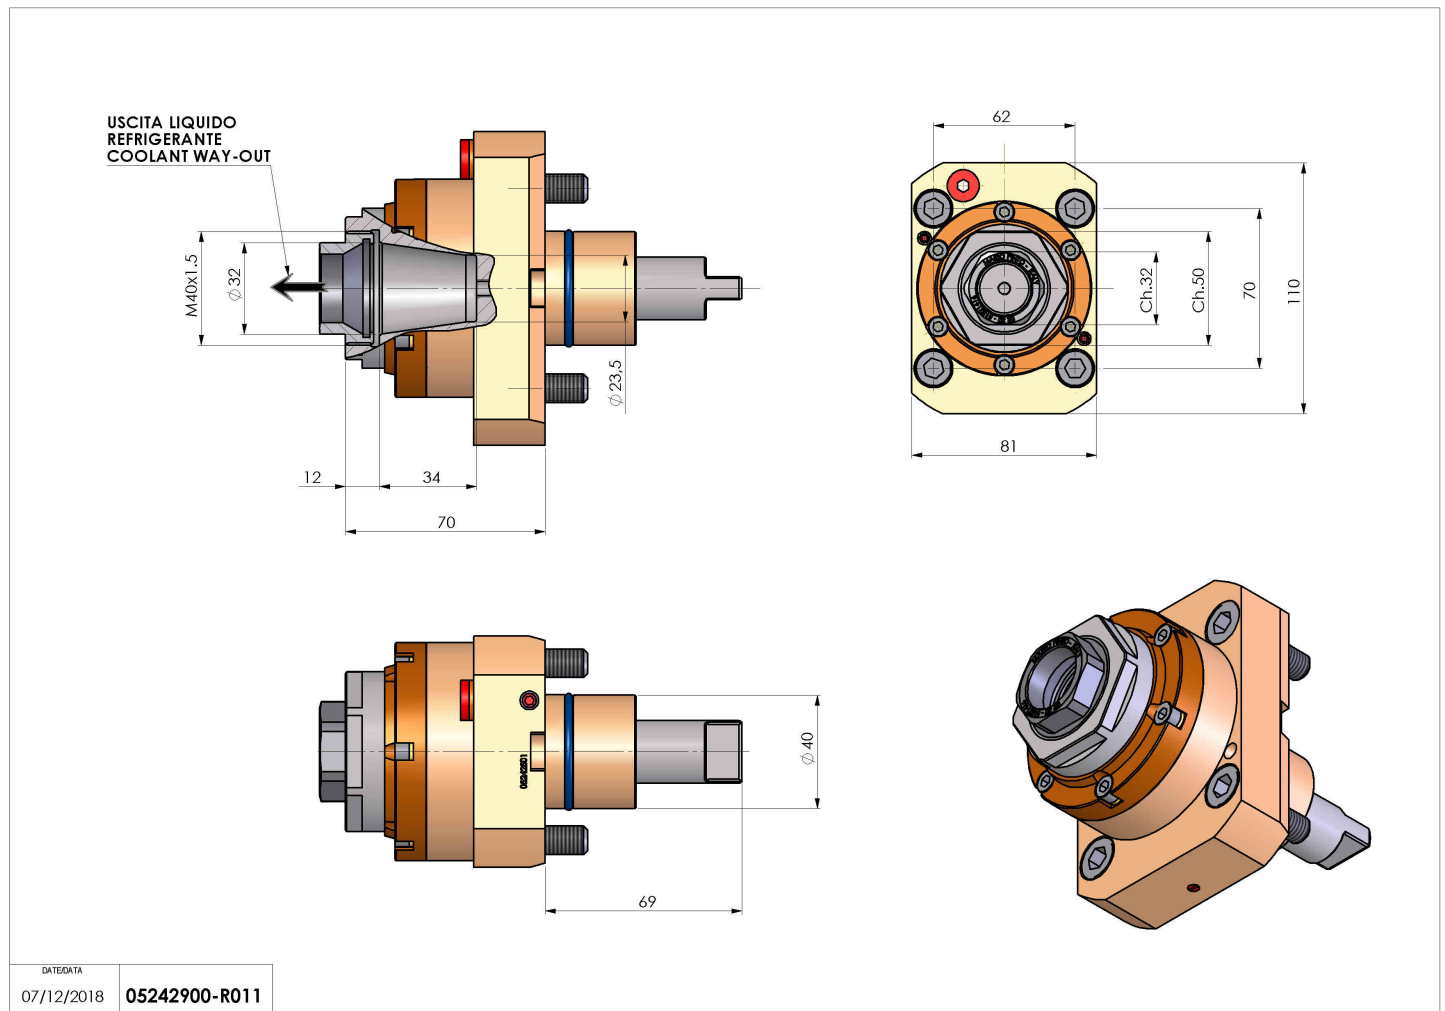 USCITA LIQUIDO
REFRIGERANTE
COOLANT WAY-OUT
M40x1.5
Ø 32
Ø 23,5
12
34
70
62
Ch.32
Ch.50
70
110
81
05242901
Ø 40
69
DATE/DATA
07/12/2018
05242900-R011